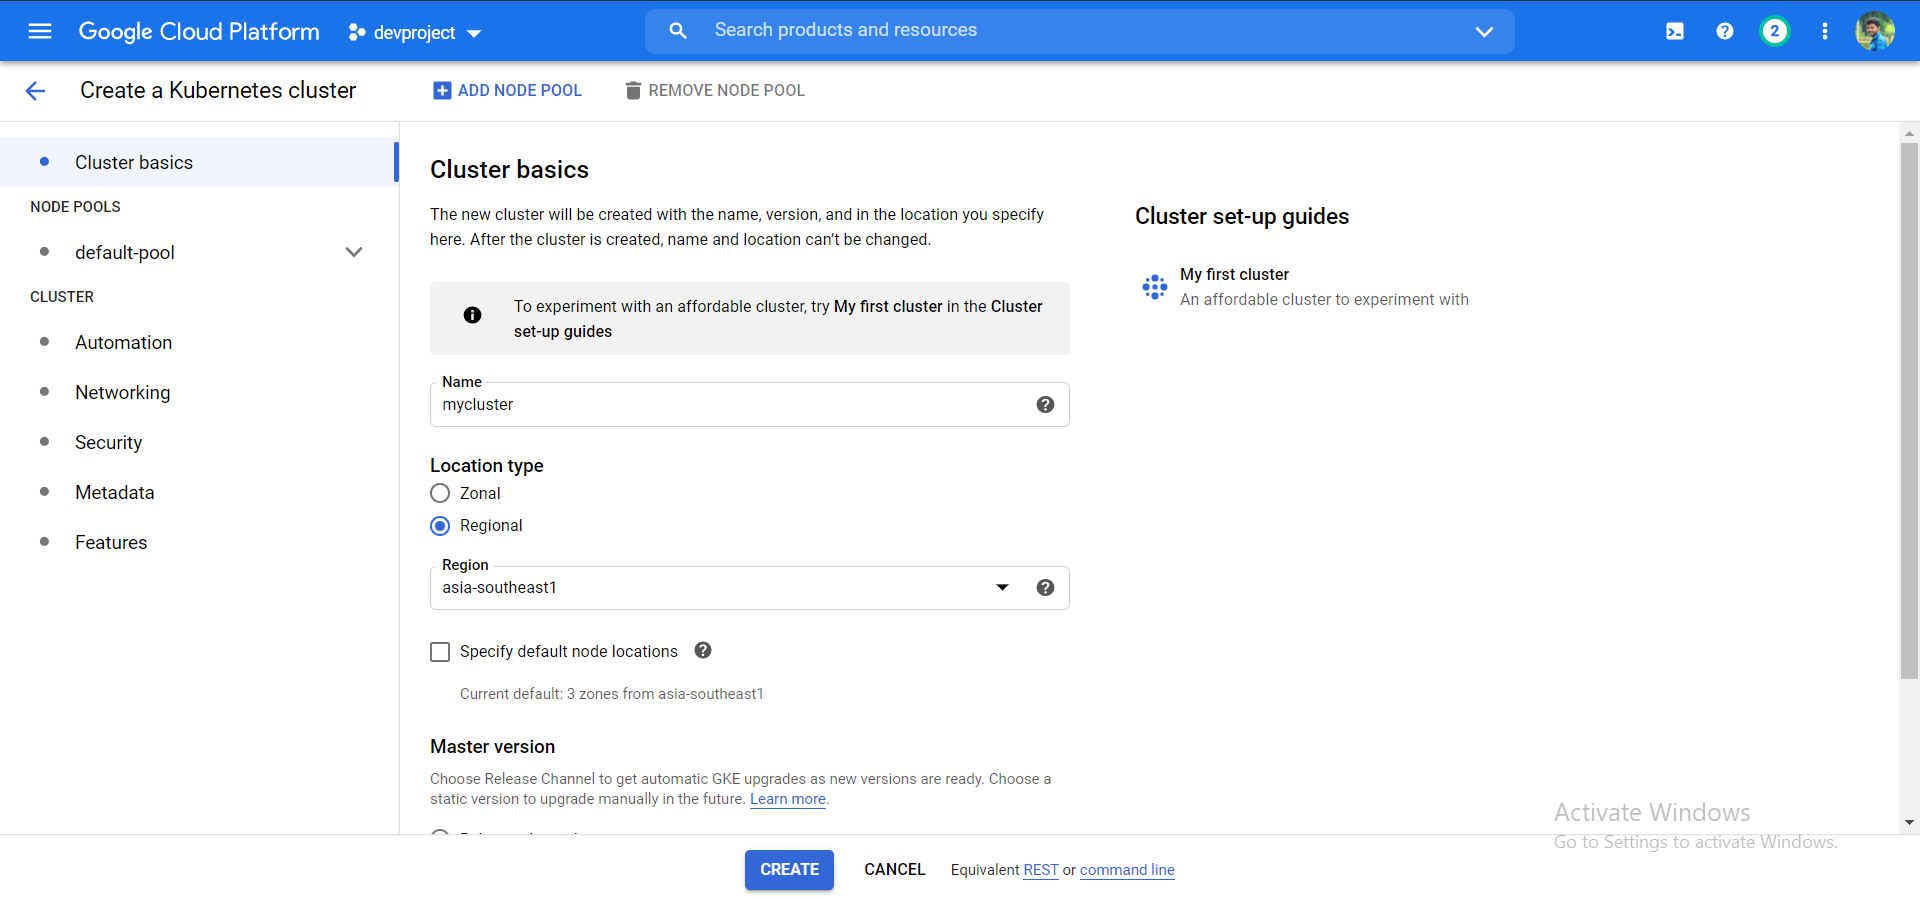 Google Cloud Platform
devproject
Search products and resources
2
Create a Kubernetes cluster
ADD NODE POOL
REMOVE NODE POOL
Cluster basics
NODE POOLS
default-pool
CLUSTER
Automation
Networking
Security
Metadata
Features
Cluster basics
The new cluster will be created with the name, version, and in the location you specify
here. After the cluster is created, name and location can't be changed.
To experiment with an affordable cluster, try My first cluster in the Cluster
set-up guides
Name
mycluster
Location type
Zonal
Regional
Region
asia-southeast1
Specify default node locations
Current default: 3 zones from asia-southeast1
Master version
Choose Release Channel to get automatic GKE upgrades as new versions are ready. Choose a
static version to upgrade manually in the future. Learn more.
Cluster set-up guides
My first cluster
An affordable cluster to experiment with
Activate Windows
Go to Settings to activate Windows.
CREATE
CANCEL
Equivalent REST or command line